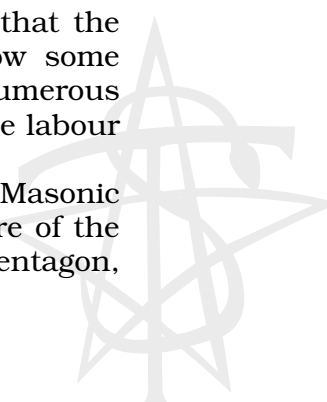 that the
some
umerous
e labour
Masonic
re of the
entagon,